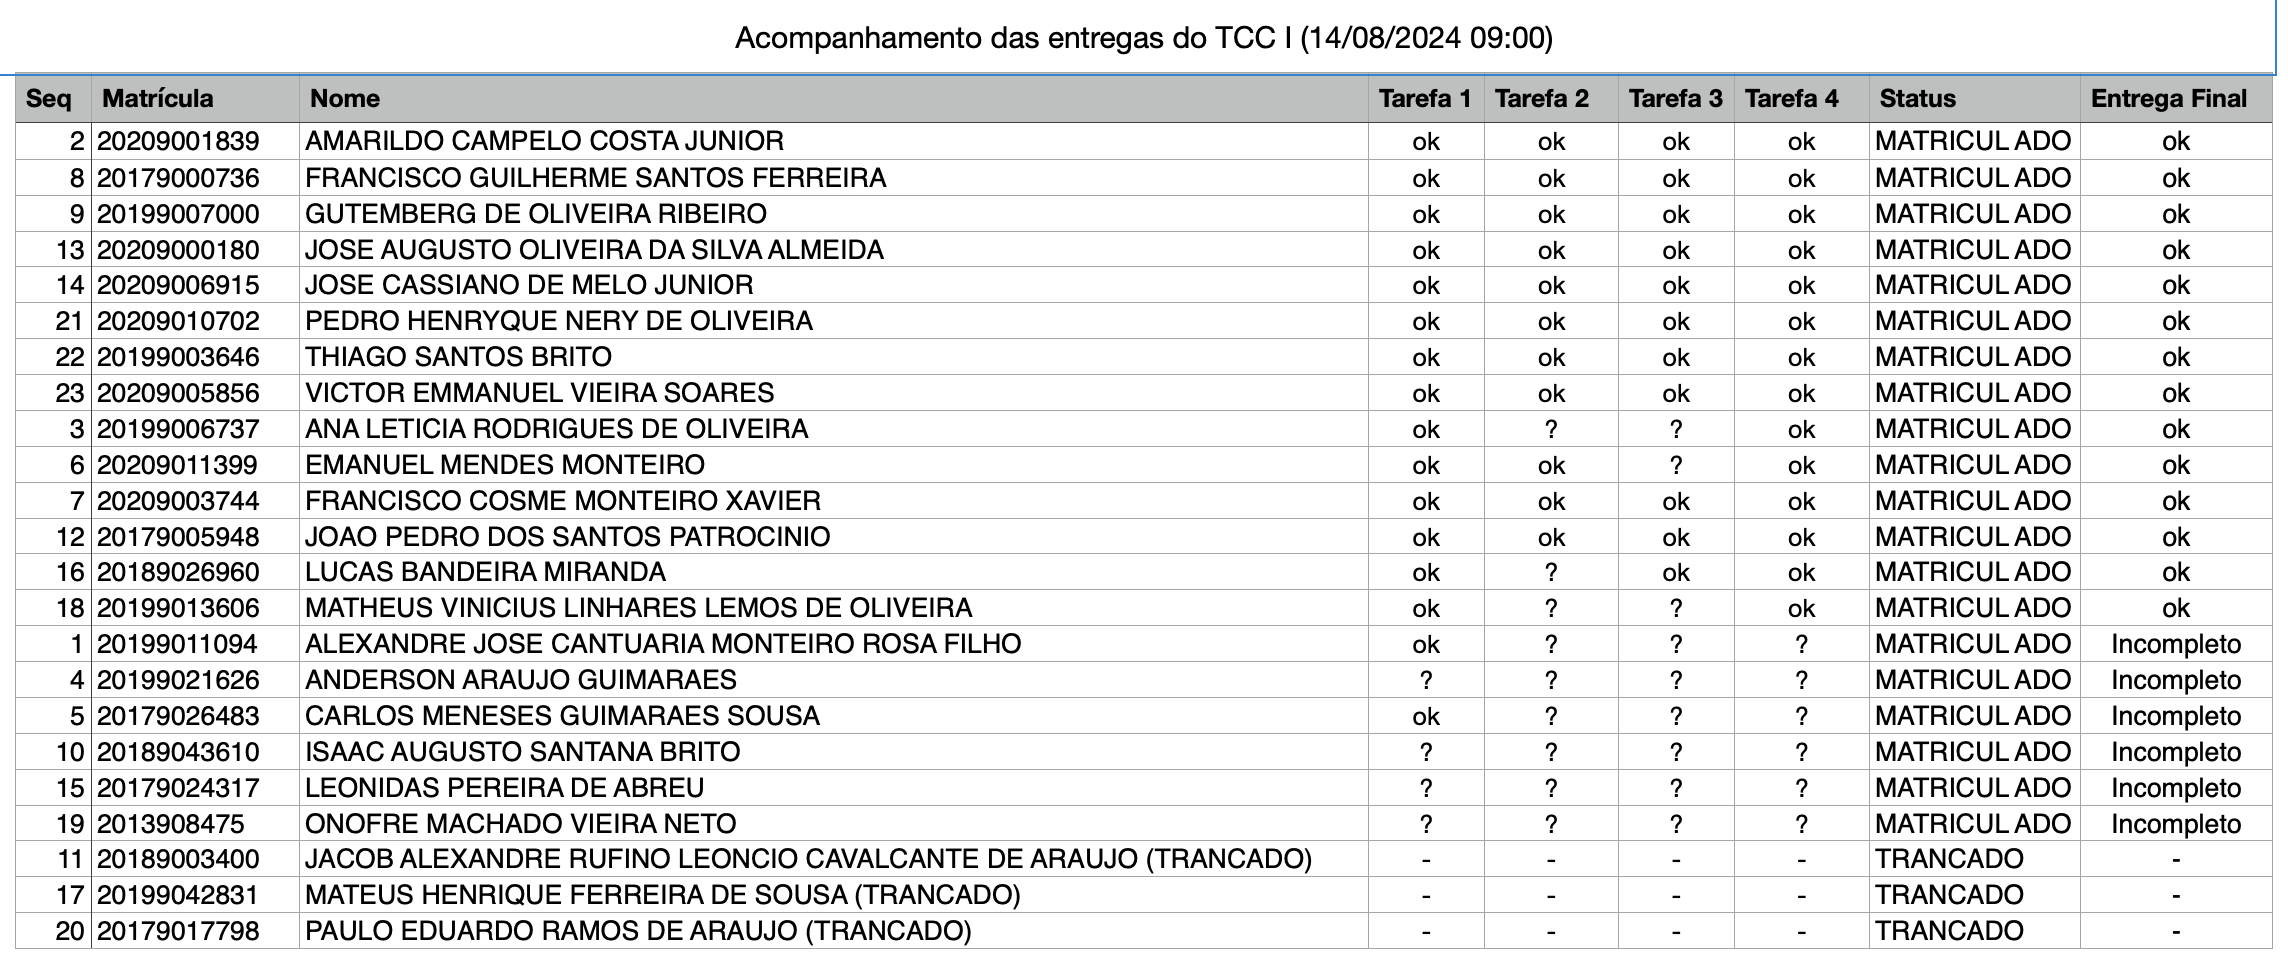 Acompanhamento das entregas do TCC I (14/08/2024 09:00)
Seq Matrícula Nome Tarefa 1 Tarefa 2 Tarefa 3 Tarefa 4 Status Entrega Final
2 20209001839 AMARILDO CAMPELO COSTA JUNIOR ok ok ok ok MATRICULADO ok
8 20179000736 FRANCISCO GUILHERME SANTOS FERREIRA ok ok ok ok MATRICULADO ok
9 20199007000 GUTEMBERG DE OLIVEIRA RIBEIRO ok ok ok ok MATRICULADO ok
13 20209000180 JOSE AUGUSTO OLIVEIRA DA SILVA ALMEIDA ok ok ok ok MATRICULADO ok
14 20209006915 JOSE CASSIANO DE MELO JUNIOR ok ok ok ok MATRICULADO ok
21 20209010702 PEDRO HENRYQUE NERY DE OLIVEIRA ok ok ok ok MATRICULADO ok
22 20199003646 THIAGO SANTOS BRITO ok ok ok ok MATRICULADO ok
23 20209005856 VICTOR EMMANUEL VIEIRA SOARES ok ok ok ok MATRICULADO ok
3 20199006737 ANA LETICIA RODRIGUES DE OLIVEIRA ok ? ? ok MATRICULADO ok
6 20209011399 EMANUEL MENDES MONTEIRO ok ok ? ok MATRICULADO ok
7 20209003744 FRANCISCO COSME MONTEIRO XAVIER ok ok ok ok MATRICULADO ok
12 20179005948 JOAO PEDRO DOS SANTOS PATROCINIO ok ok ok ok MATRICULADO ok
16 20189026960 LUCAS BANDEIRA MIRANDA ok ? ok ok MATRICULADO ok
18 20199013606 MATHEUS VINICIUS LINHARES LEMOS DE OLIVEIRA ok ? ? ok MATRICULADO ok
1 20199011094 ALEXANDRE JOSE CANTUARIA MONTEIRO ROSA FILHO ok ? ? ? MATRICULADO Incompleto
4 20199021626 ANDERSON ARAUJO GUIMARAES ? ? ? ? MATRICULADO Incompleto
5 20179026483 CARLOS MENESES GUIMARAES SOUSA ok ? ? ? MATRICULADO Incompleto
10 20189043610 ISAAC AUGUSTO SANTANA BRITO ? ? ? ? MATRICULADO Incompleto
15 20179024317 LEONIDAS PEREIRA DE ABREU ? ? ? ? MATRICULADO Incompleto
19 2013908475 ONOFRE MACHADO VIEIRA NETO ? ? ? ? MATRICULADO Incompleto
11 20189003400 JACOB ALEXANDRE RUFINO LEONCIO CAVALCANTE DE ARAUJO (TRANCADO) - - - - TRANCADO -
17 20199042831 MATEUS HENRIQUE FERREIRA DE SOUSA (TRANCADO) - - - - TRANCADO -
20 20179017798 PAULO EDUARDO RAMOS DE ARAUJO (TRANCADO) - - - - TRANCADO -